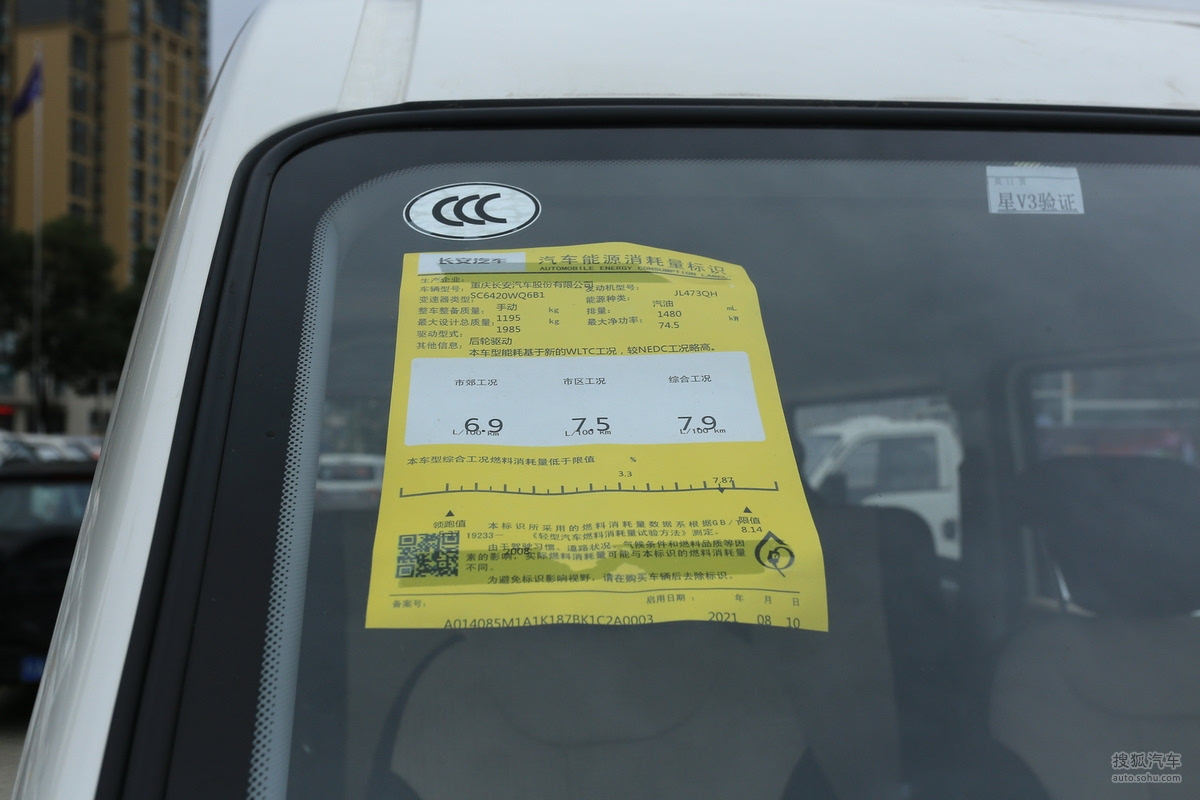 CCC
星V3验证
长安汽车 汽车能源消耗量标识
AUTOMOBILE ENERGY CONSUMPTION LABEL
生产企业: 重庆长安汽车股份有限公司
车辆型号: SC6420WQ6B1 发动机型号: JL473QH
变速器类型: 手动 能源种类: 汽油
整车整备质量: 1195 kg 排量: 1480 mL
最大设计总质量: 1985 kg 最大净功率: 74.5 kW
驱动型式: 后轮驱动
其他信息: 本车型能耗基于新的WLTC工况，较NEDC工况略高。
市郊工况 市区工况 综合工况
6.9 7.5 7.9
L/100 km L/100 km L/100 km
本车型综合工况燃料消耗量低于限值 3.3 %
7.87
领跑值 限值
8.14
本标识所采用的燃料消耗量数据系根据GB/T
19233—2008《轻型汽车燃料消耗量试验方法》测定。
由于驾驶习惯、道路状况、气候条件和燃料品质等因
素的影响，实际燃料消耗量可能与本标识的燃料消耗量
不同。
为避免标识影响视野，请在购买车辆后去除标识。
备案号: 启用日期: 年 月 日
A014085M1A1K187BK1C2A0003 2021 08 10
搜狐汽车
auto.sohu.com